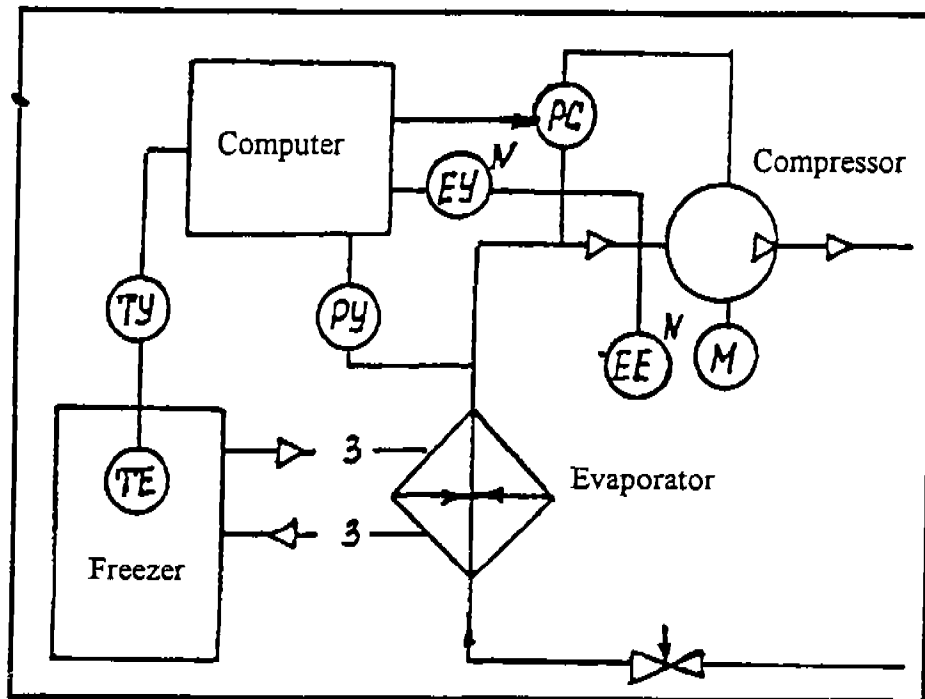 PC
Computer
N
Compressor
EY
TY
PY
N
EE
M
TE
3
Evaporator
3
Freezer